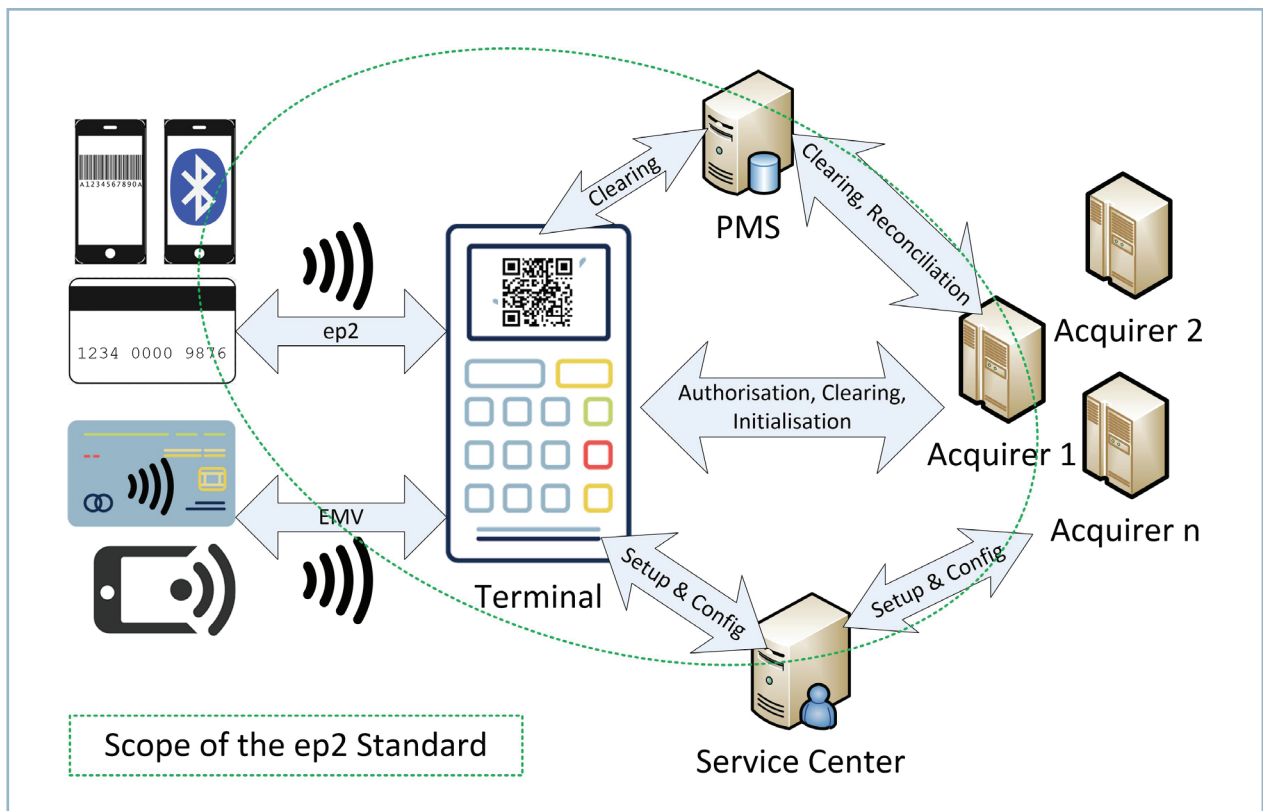 A1234567890A
Clearing
PMS
Clearing, Reconciliation
Acquirer 2
ep2
1234 0000 9876
Authorisation, Clearing,
Initialisation
Acquirer 1
EMV
Acquirer n
Terminal
Setup & Config
Setup & Config
Scope of the ep2 Standard
Service Center